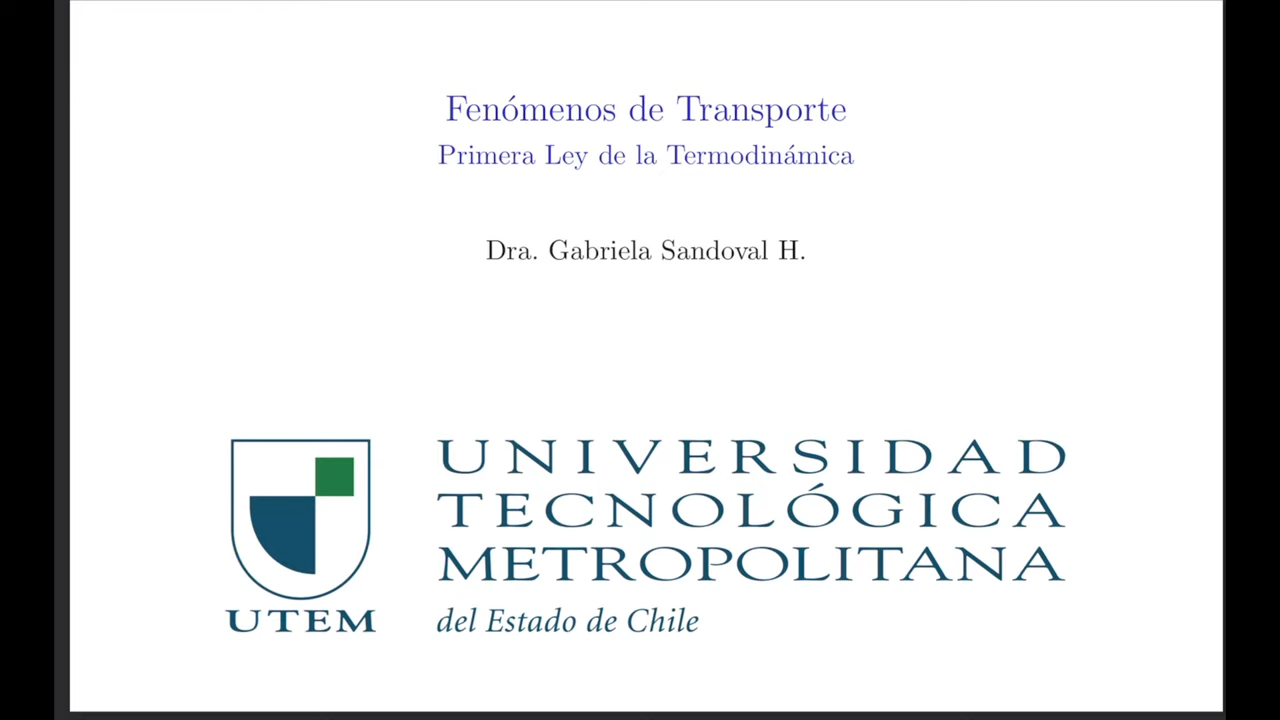 Fenómenos de Transporte
Primera Ley de la Termodinámica
Dra. Gabriela Sandoval H.
UTEM
UNIVERSIDAD
TECNOLÓGICA
METROPOLITANA
del Estado de Chile